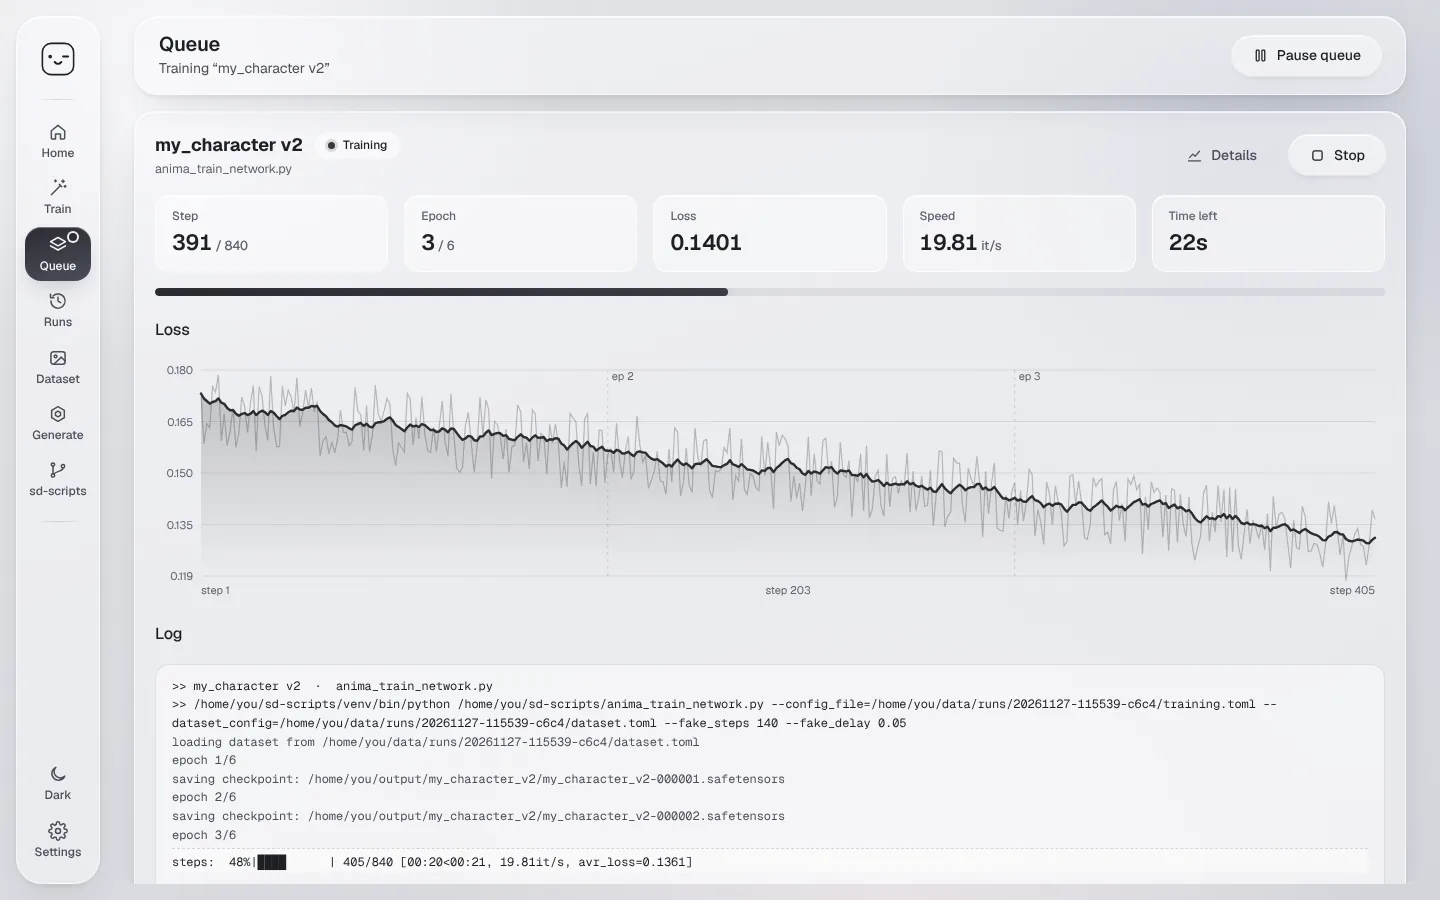 Queue
Training “my_character v2”
Pause queue
Home
Train
Queue
Runs
Dataset
Generate
sd-scripts
Dark
Settings
my_character v2
Training
anima_train_network.py
Details
Stop
Step
391 / 840
Epoch
3 / 6
Loss
0.1401
Speed
19.81 it/s
Time left
22s
Loss
0.180
0.165
0.150
0.135
0.119
ep 2
ep 3
step 1
step 203
step 405
Log
>> my_character v2 · anima_train_network.py
>> /home/you/sd-scripts/venv/bin/python /home/you/sd-scripts/anima_train_network.py --config_file=/home/you/data/runs/20261127-115539-c6c4/training.toml --
dataset_config=/home/you/data/runs/20261127-115539-c6c4/dataset.toml --fake_steps 140 --fake_delay 0.05
loading dataset from /home/you/data/runs/20261127-115539-c6c4/dataset.toml
epoch 1/6
saving checkpoint: /home/you/output/my_character_v2/my_character_v2-000001.safetensors
epoch 2/6
saving checkpoint: /home/you/output/my_character_v2/my_character_v2-000002.safetensors
epoch 3/6
steps: 48%|████ | 405/840 [00:20<00:21, 19.81it/s, avr_loss=0.1361]